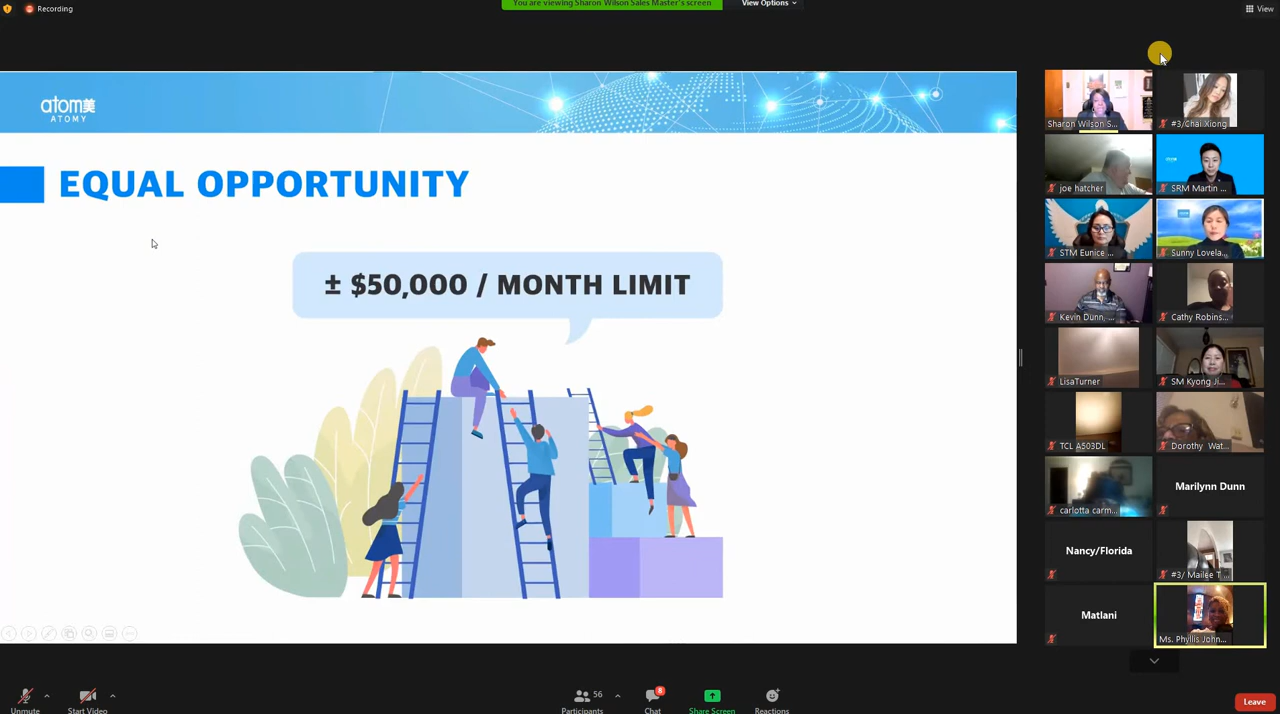 Recording
You are viewing Sharon Wilson Sales Master's screen
View Options
View
atom美
ATOMY
EQUAL OPPORTUNITY
± $50,000 / MONTH LIMIT
Sharon Wilson S...
#3/Chai Xiong
joe hatcher
SRM Martin ...
STM Eunice ...
Sunny Lovela...
Kevin Dunn, ...
Cathy Robins...
LisaTurner
SM Kyong Ji...
TCL A503DL
Dorothy Wat...
carlotta carm...
Marilynn Dunn
Nancy/Florida
#3/ Mailee T...
Matlani
Ms. Phyllis John...
Unmute
Start Video
56
Participants
8
Chat
Share Screen
Reactions
Leave